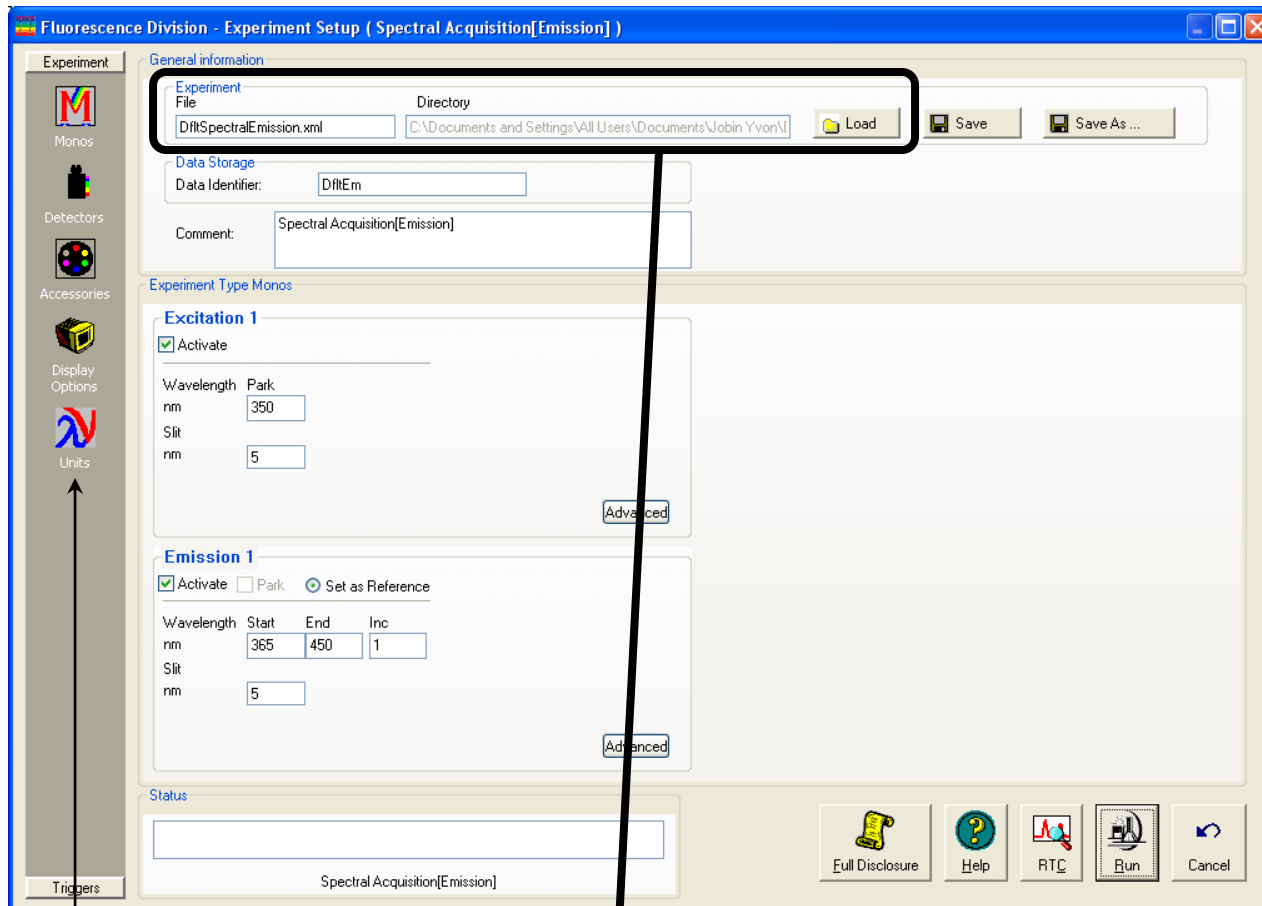 Fluorescence Division - Experiment Setup ( Spectral Acquisition[Emission] )
Experiment
Monos
Detectors
Accessories
Display
Options
Units
Triggers
General information
Experiment
File Directory
DfltSpectralEmission.xml C:\Documents and Settings\All Users\Documents\Jobin Yvon\ Load Save Save As ...
Data Storage
Data Identifier: DfltEm
Comment: Spectral Acquisition[Emission]
Experiment Type Monos
Excitation 1
Activate
Wavelength Park
nm 350
Slit
nm 5
Advanced
Emission 1
Activate Park Set as Reference
Wavelength Start End Inc
nm 365 450 1
Slit
nm 5
Advanced
Status
Spectral Acquisition[Emission]
Full Disclosure Help RTC Run Cancel